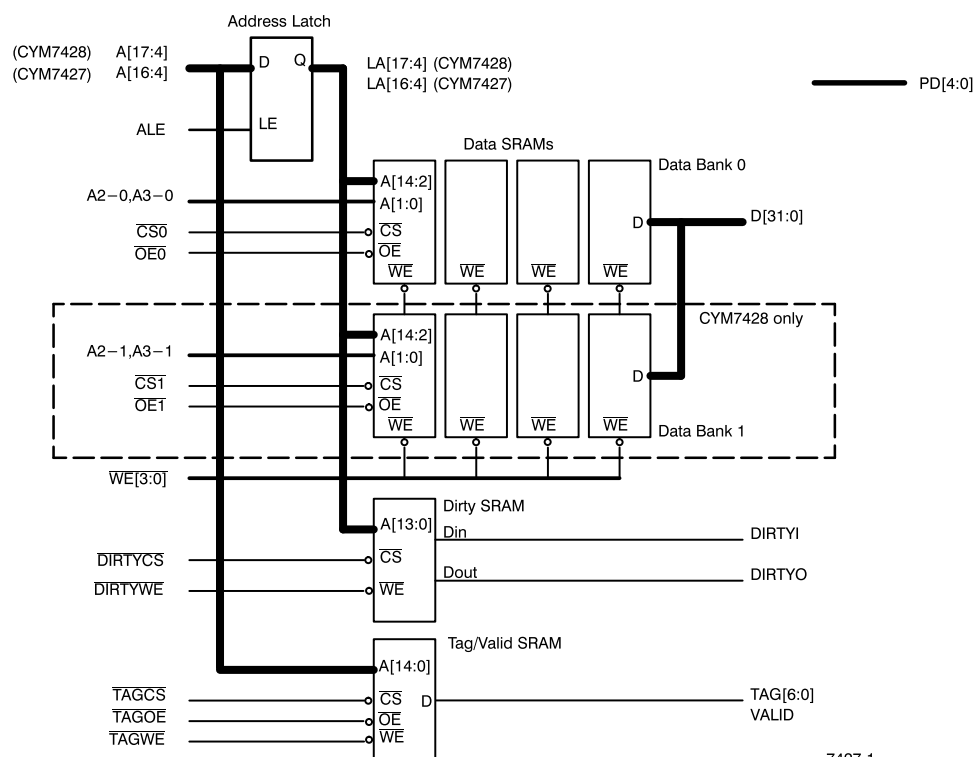 Address Latch
(CYM7428) A[17:4]
(CYM7427) A[16:4]
D Q
LA[17:4] (CYM7428)
LA[16:4] (CYM7427)
PD[4:0]
ALE
LE
Data SRAMs
Data Bank 0
A[14:2]
A2−0,A3−0
A[1:0]
D
D[31:0]
CS0
CS
OE0
OE
WE WE WE WE
CYM7428 only
A[14:2]
A2−1,A3−1
A[1:0]
CS1
CS
D
OE1
OE
WE WE WE WE
Data Bank 1
WE[3:0]
Dirty SRAM
A[13:0]
Din
DIRTYI
DIRTYCS
CS
Dout
DIRTYO
DIRTYWE
WE
Tag/Valid SRAM
A[14:0]
TAGCS
CS D
TAG[6:0]
VALID
TAGOE
OE
TAGWE
WE